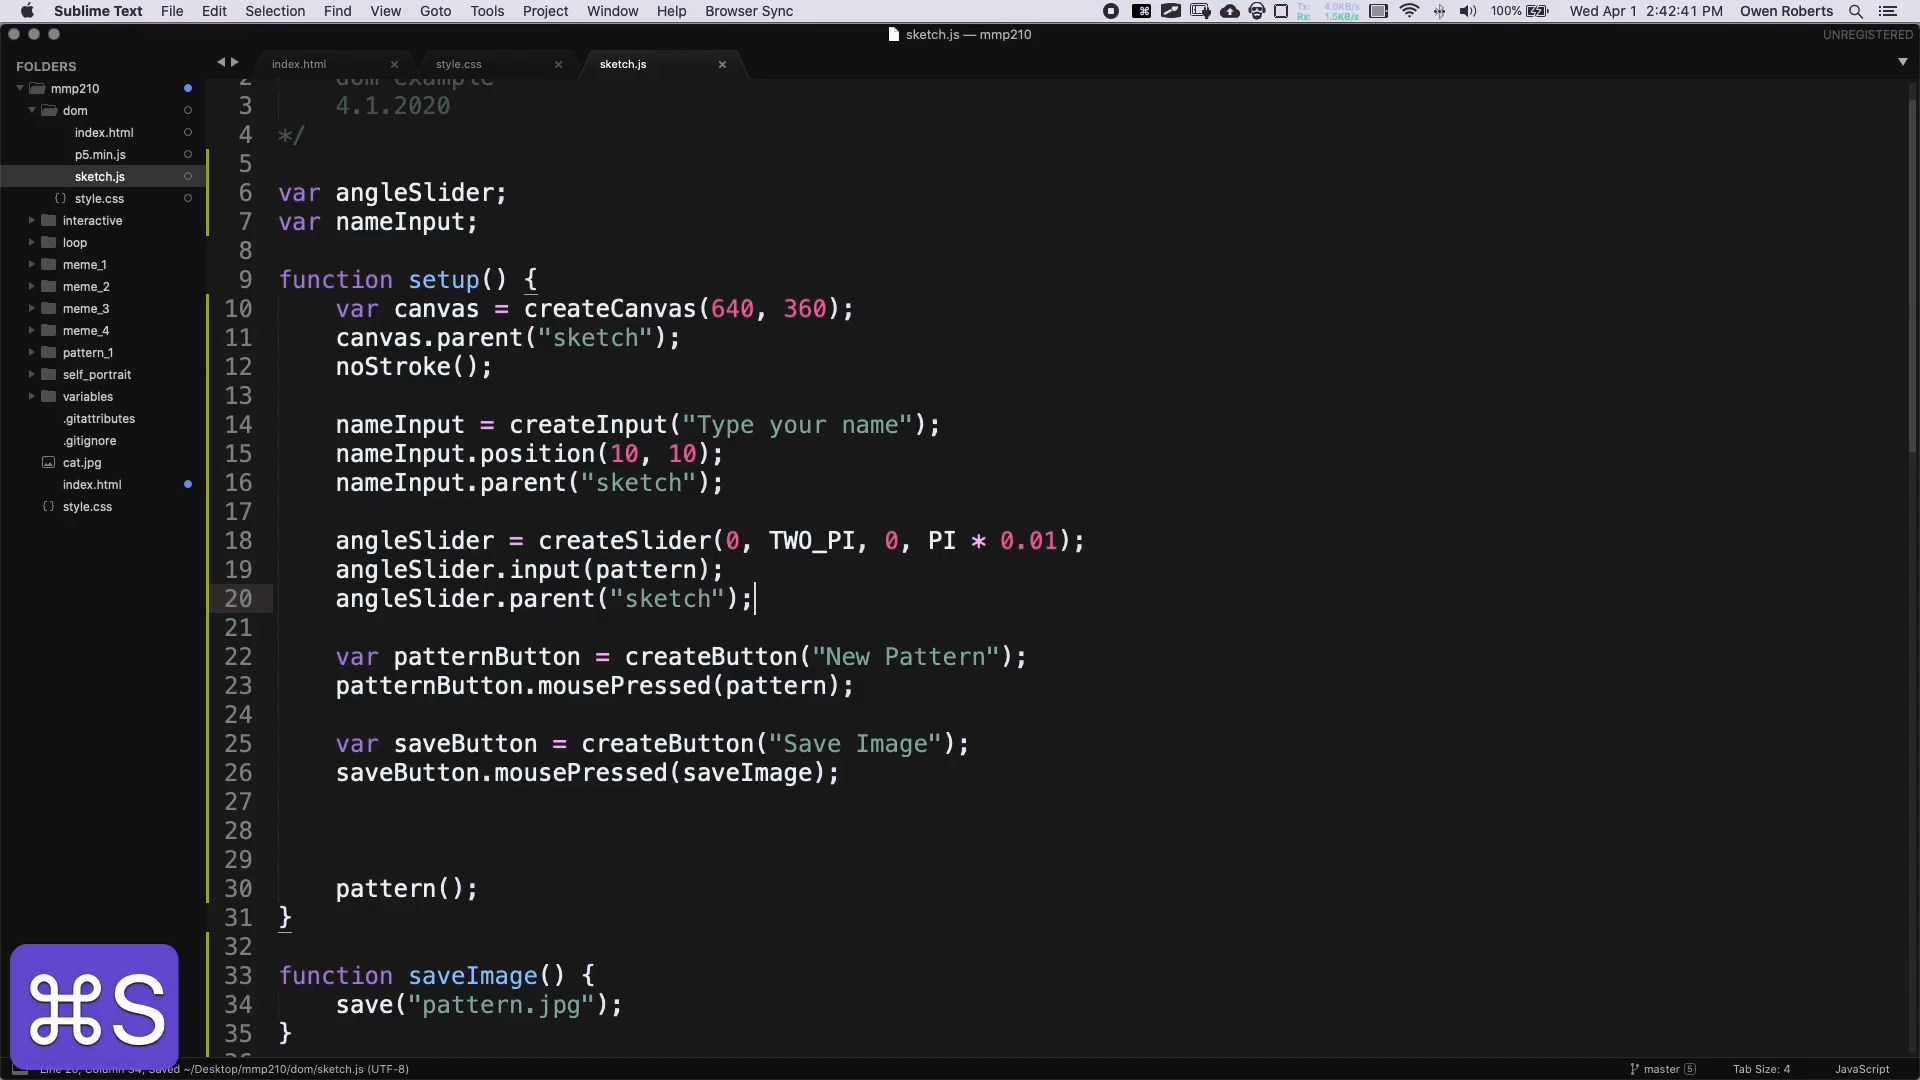 Sublime Text File Edit Selection Find View Goto Tools Project Window Help Browser Sync
Tx: 4.0KB/s
Rx: 1.5KB/s
100% Wed Apr 1 2:42:41 PM Owen Roberts
sketch.js — mmp210
UNREGISTERED
FOLDERS
mmp210
dom
index.html
p5.min.js
sketch.js
{} style.css
interactive
loop
meme_1
meme_2
meme_3
meme_4
pattern_1
self_portrait
variables
.gitattributes
.gitignore
cat.jpg
index.html
{} style.css
index.html × style.css × sketch.js ×
2 dom example
3 4.1.2020
4 */
5
6 var angleSlider;
7 var nameInput;
8
9 function setup() {
10 var canvas = createCanvas(640, 360);
11 canvas.parent("sketch");
12 noStroke();
13
14 nameInput = createInput("Type your name");
15 nameInput.position(10, 10);
16 nameInput.parent("sketch");
17
18 angleSlider = createSlider(0, TWO_PI, 0, PI * 0.01);
19 angleSlider.input(pattern);
20 angleSlider.parent("sketch");
21
22 var patternButton = createButton("New Pattern");
23 patternButton.mousePressed(pattern);
24
25 var saveButton = createButton("Save Image");
26 saveButton.mousePressed(saveImage);
27
28
29
30 pattern();
31 }
32
33 function saveImage() {
34 save("pattern.jpg");
35 }
⌘S
Saved ~/Desktop/mmp210/dom/sketch.js (UTF-8)
master 5 Tab Size: 4 JavaScript